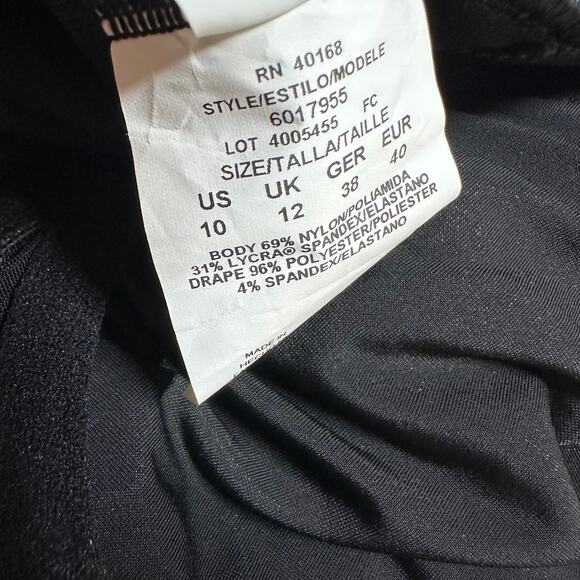 RN 40168
STYLE/ESTILO/MODELE
6017955
LOT 4005455 FC
SIZE/TALLA/TAILLE
US UK GER EUR
10 12 38 40
BODY 69% NYLON/POLIAMIDA
31% LYCRA® SPANDEX/ELASTANO
DRAPE 96% POLYESTER/POLIESTER
4% SPANDEX/ELASTANO
MADE IN